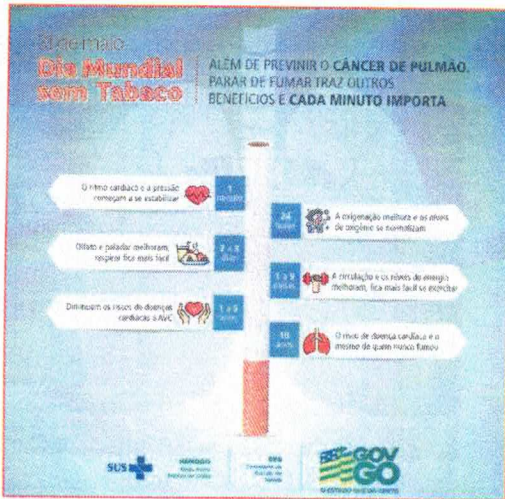 31 de maio
Dia Mundial
sem Tabaco
ALÉM DE PREVINIR O CÂNCER DE PULMÃO,
PARAR DE FUMAR TRAZ OUTROS
BENEFÍCIOS E CADA MINUTO IMPORTA
O ritmo cardíaco e a pressão
começam a se estabilizar
1
24
A oxigenação melhora e os níveis
de oxigênio se normalizam
Olfato e paladar melhoram,
respirar fica mais fácil
2 a 3
dias
1 a 9
meses
A circulação e os níveis de energia
melhoram, fica mais fácil se exercitar
Diminuem os riscos de doenças
cardíacas e AVC
1 a 5
anos
15
anos
O risco de doença cardíaca é o
mesmo de quem nunca fumou
SUS
HEMOGO
GOV
GO